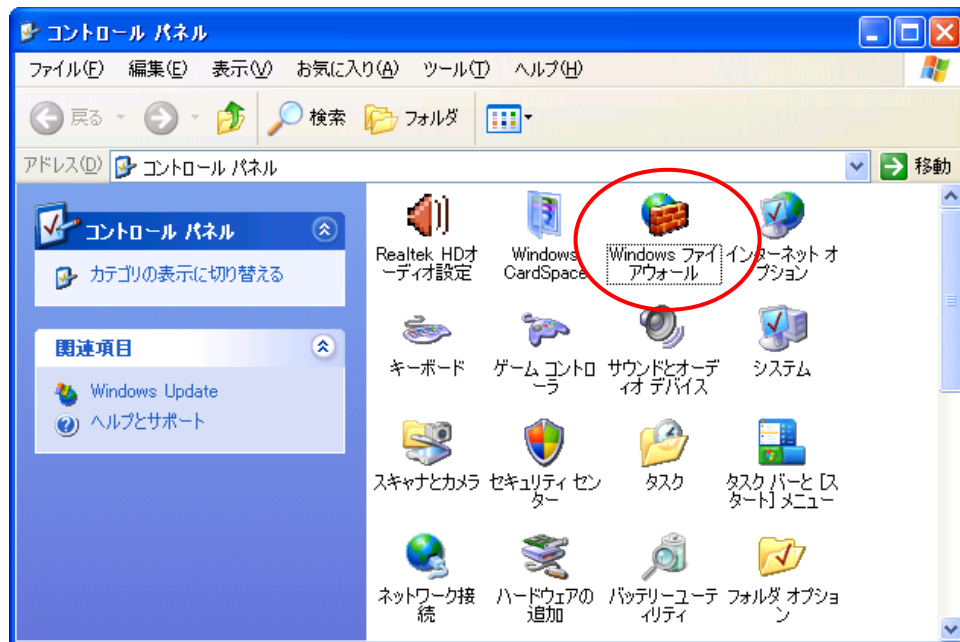 コントロール パネル
ファイル(F) 編集(E) 表示(V) お気に入り(A) ツール(T) ヘルプ(H)
戻る 検索 フォルダ
アドレス(D) コントロール パネル 移動
コントロール パネル
カテゴリの表示に切り替える
関連項目
Windows Update
ヘルプとサポート
Realtek HDオ
ーディオ設定
Windows
CardSpace
Windows ファイ
アウォール
インターネット オ
プション
キーボード
ゲーム コントロ
ーラ
サウンドとオーデ
ィオ デバイス
システム
スキャナとカメラ
セキュリティ セン
ター
タスク
タスク バーと [ス
タート] メニュー
ネットワーク接
続
ハードウェアの
追加
バッテリーユーテ
ィリティ
フォルダ オプショ
ン